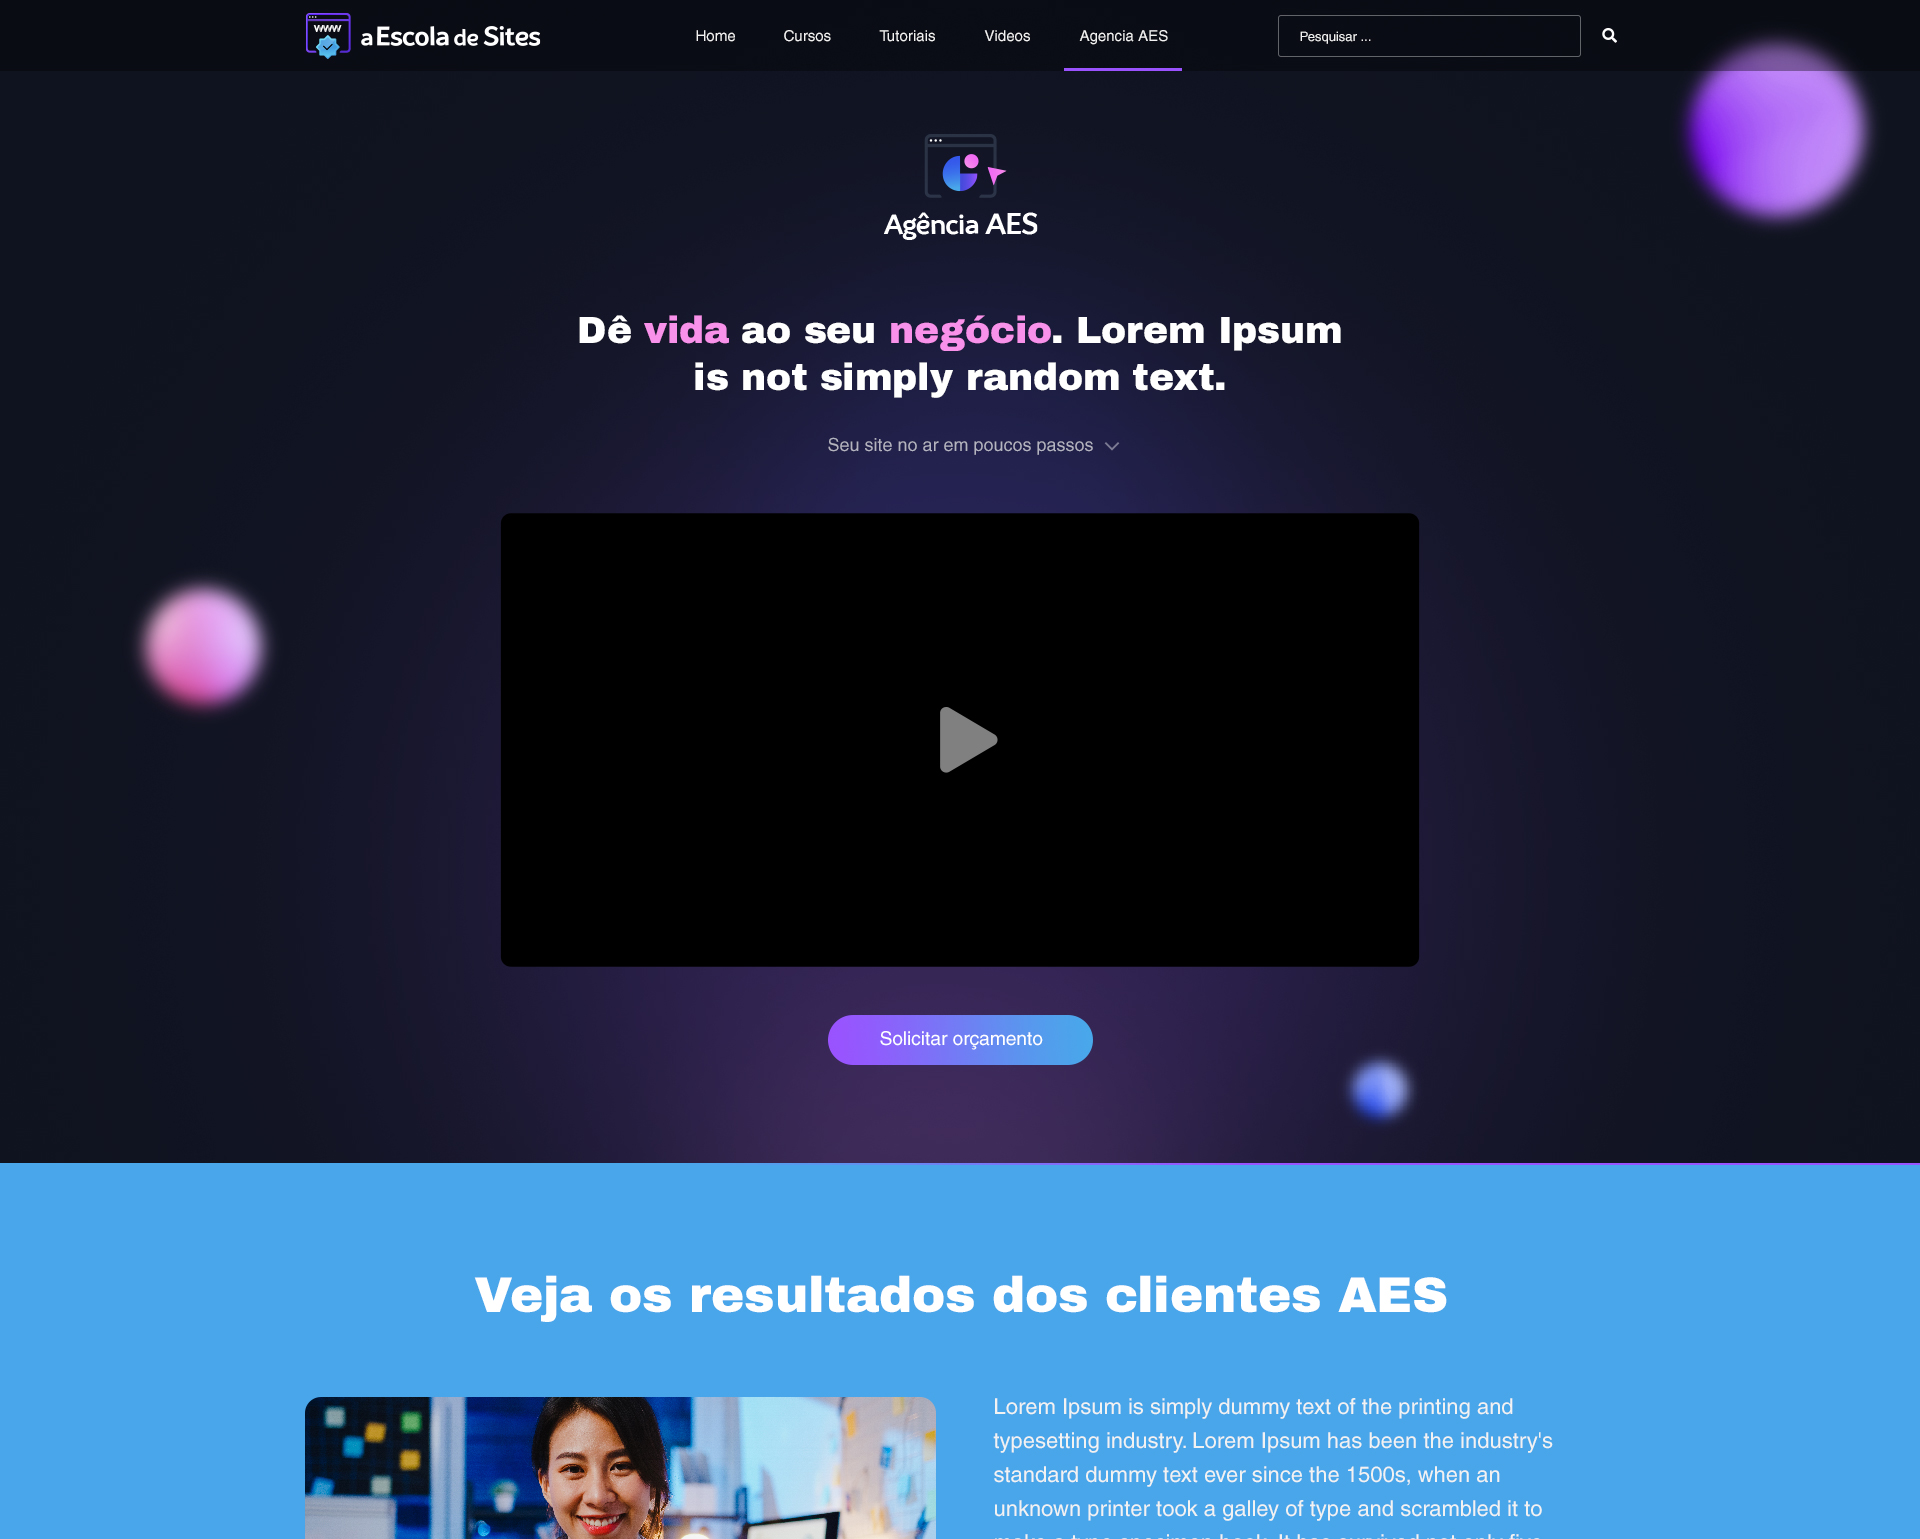 www
a Escola de Sites
Home
Cursos
Tutoriais
Videos
Agencia AES
Pesquisar ...
Agência AES
Dê vida ao seu negócio. Lorem Ipsum
is not simply random text.
Seu site no ar em poucos passos
Solicitar orçamento
Veja os resultados dos clientes AES
Lorem Ipsum is simply dummy text of the printing and
typesetting industry. Lorem Ipsum has been the industry's
standard dummy text ever since the 1500s, when an
unknown printer took a galley of type and scrambled it to